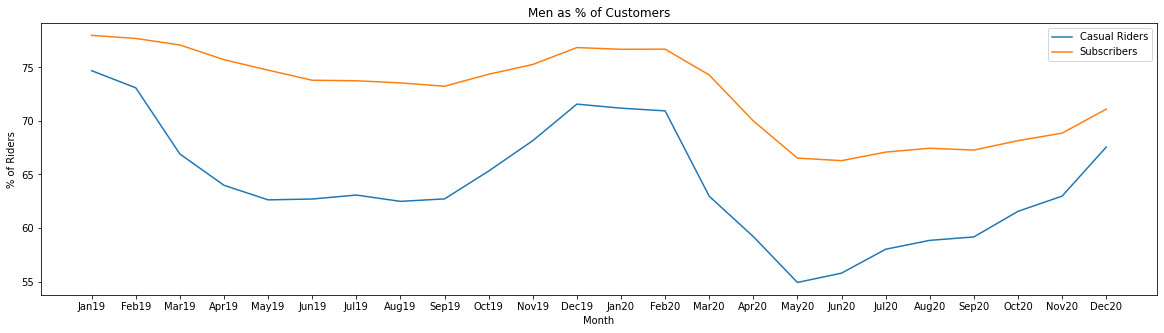 Men as % of Customers
Casual Riders
Subscribers
% of Riders
75
70
65
60
55
Jan19 Feb19 Mar19 Apr19 May19 Jun19 Jul19 Aug19 Sep19 Oct19 Nov19 Dec19 Jan20 Feb20 Mar20 Apr20 May20 Jun20 Jul20 Aug20 Sep20 Oct20 Nov20 Dec20
Month